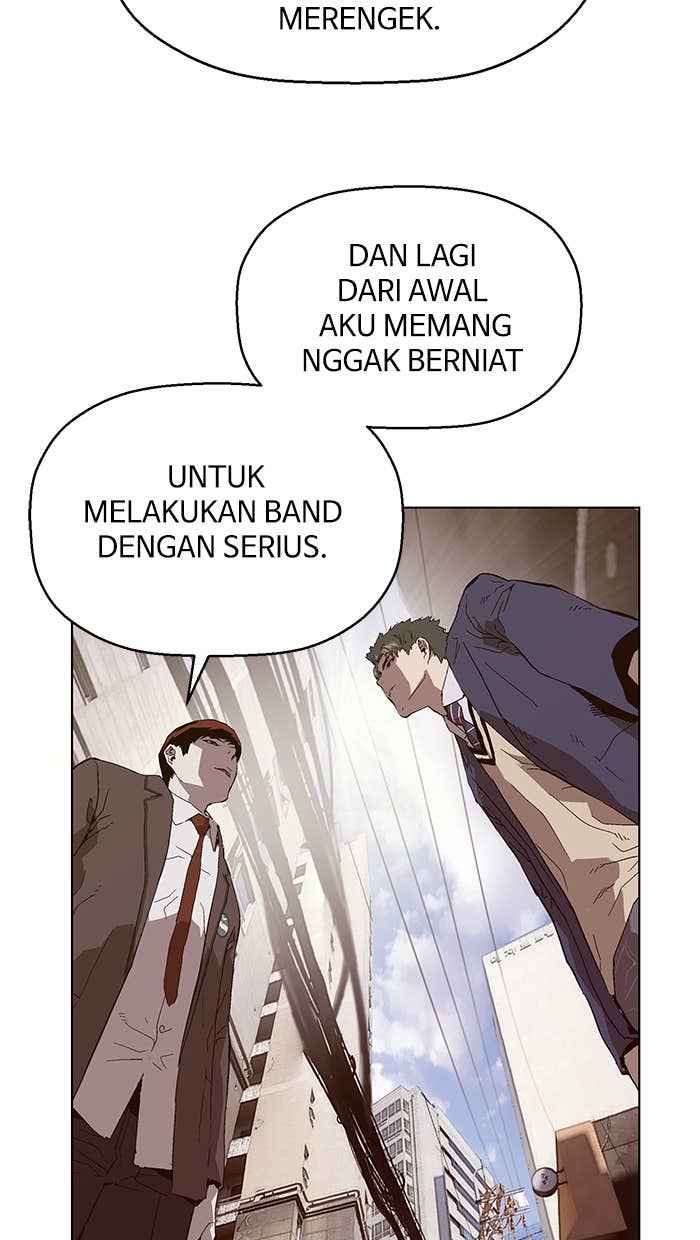 MERENGEK.
DAN LAGI
DARI AWAL
AKU MEMANG
NGGAK BERNIAT
UNTUK
MELAKUKAN BAND
DENGAN SERIUS.